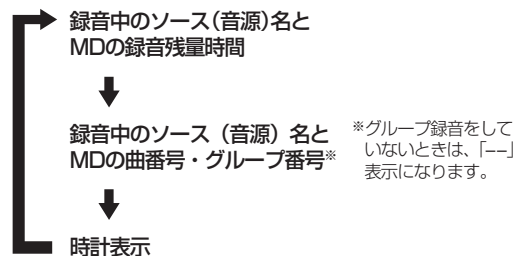 録音中のソース(音源)名と
MDの録音残量時間
録音中のソース（音源）名と
MDの曲番号・グループ番号※
※グループ録音をして
いないときは、「−−」
表示になります。
時計表示